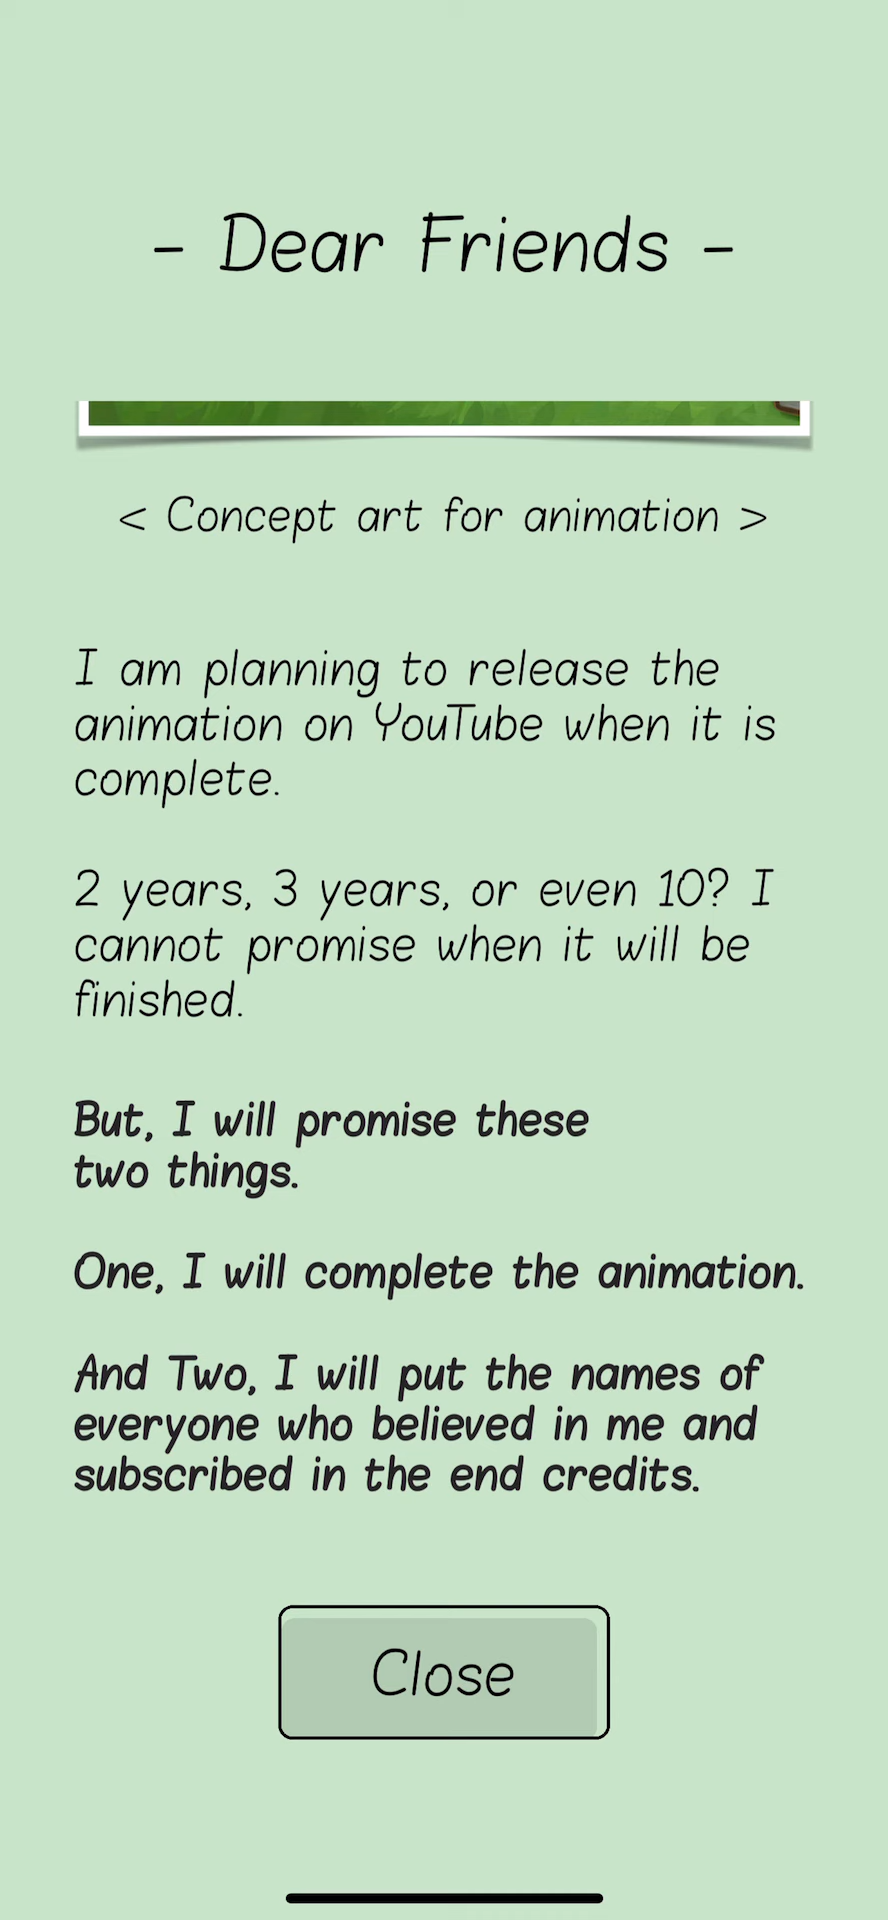 - Dear Friends -
< Concept art for animation >
I am planning to release the
animation on YouTube when it is
complete.
2 years, 3 years, or even 10? I
cannot promise when it will be
finished.
But, I will promise these
two things.
One, I will complete the animation.
And Two, I will put the names of
everyone who believed in me and
subscribed in the end credits.
Close